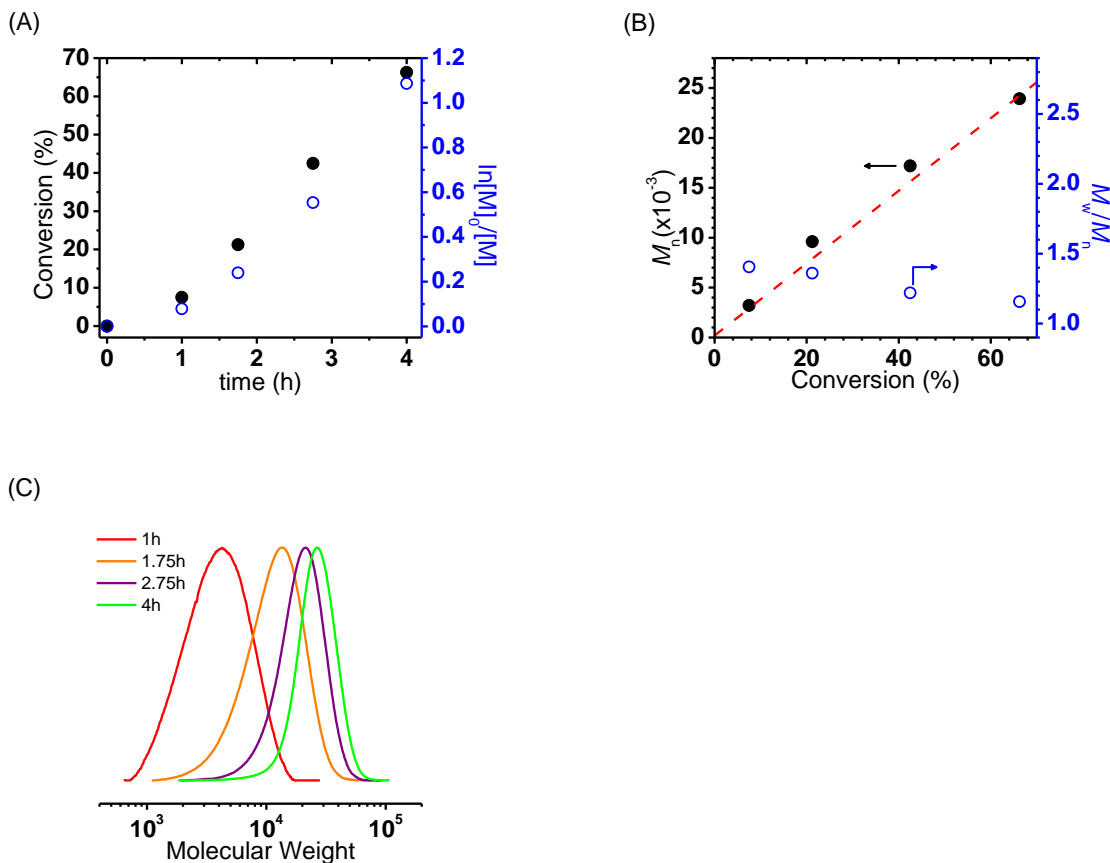 (A)
70
60
50
40
30
20
10
0
Conversion (%)
1.2
1.0
0.8
0.6
0.4
0.2
0.0
ln[M]0/[M]
0 1 2 3 4
time (h)
(B)
25
20
15
10
5
0
Mn(x10-3)
2.5
2.0
1.5
1.0
Mw/Mn
0 20 40 60
Conversion (%)
(C)
1h
1.75h
2.75h
4h
10³ 10⁴ 10⁵
Molecular Weight